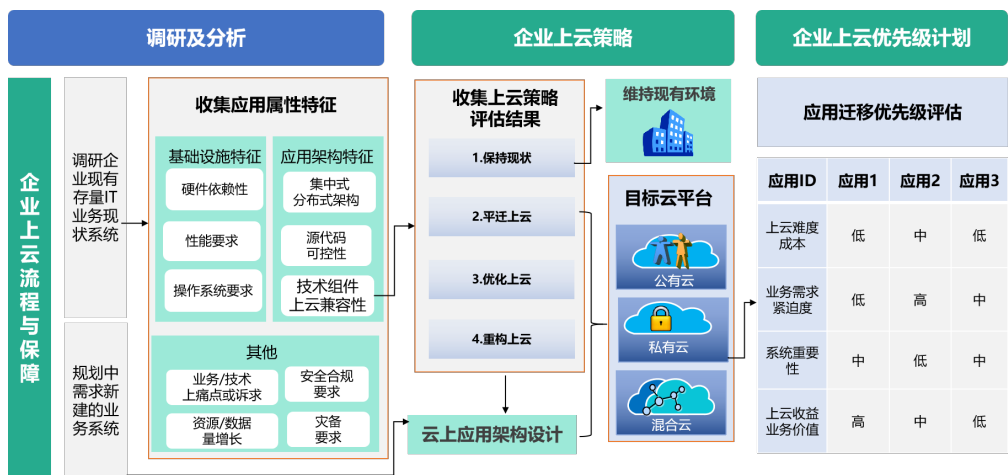 调研及分析
企业上云策略
企业上云优先级计划
企业上云流程与保障
调研企
业现有
存量IT
业务现
状系统
规划中
需求新
建的业
务系统
收集应用属性特征
基础设施特征
硬件依赖性
性能要求
操作系统要求
应用架构特征
集中式
分布式架构
源代码
可控性
技术组件
上云兼容性
其他
业务/技术
上痛点或诉求
安全合规
要求
资源/数据
量增长
灾备
要求
收集上云策略
评估结果
1.保持现状
2.平迁上云
3.优化上云
4.重构上云
云上应用架构设计
维持现有环境
目标云平台
公有云
私有云
混合云
应用迁移优先级评估
应用ID 应用1 应用2 应用3
上云难度
成本
低 中 低
业务需求
紧迫度
低 高 中
系统重要
性
中 低 中
上云收益
业务价值
高 中 低